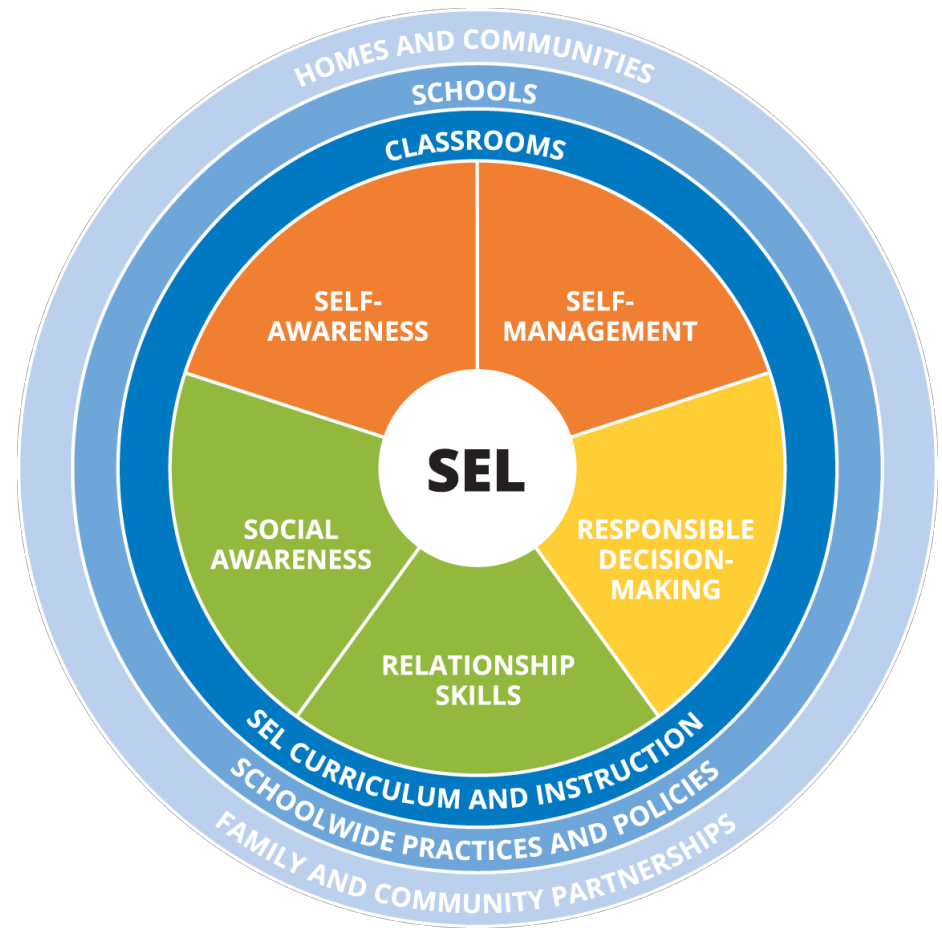 HOMES AND COMMUNITIES
SCHOOLS
CLASSROOMS
SELF-
AWARENESS
SELF-
MANAGEMENT
SEL
SOCIAL
AWARENESS
RESPONSIBLE
DECISION-
MAKING
RELATIONSHIP
SKILLS
SEL CURRICULUM AND INSTRUCTION
SCHOOLWIDE PRACTICES AND POLICIES
FAMILY AND COMMUNITY PARTNERSHIPS